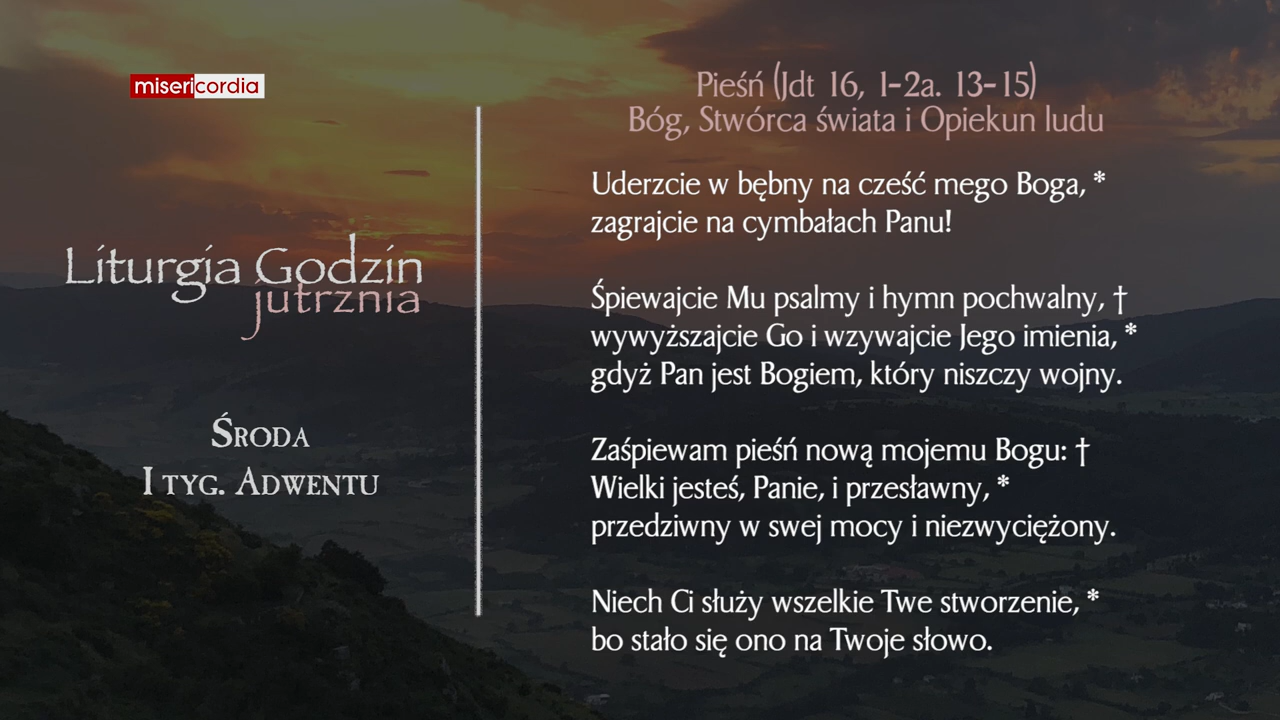 misericordia
Liturgia Godzin
jutrznia
Środa
I tyg. Adwentu
Pieśń (Jdt 16, 1-2a. 13-15)
Bóg, Stwórca świata i Opiekun ludu
Uderzcie w bębny na cześć mego Boga, *
zagrajcie na cymbałach Panu!
Śpiewajcie Mu psalmy i hymn pochwalny, †
wywyższajcie Go i wzywajcie Jego imienia, *
gdyż Pan jest Bogiem, który niszczy wojny.
Zaśpiewam pieśń nową mojemu Bogu: †
Wielki jesteś, Panie, i przesławny, *
przedziwny w swej mocy i niezwyciężony.
Niech Ci służy wszelkie Twe stworzenie, *
bo stało się ono na Twoje słowo.